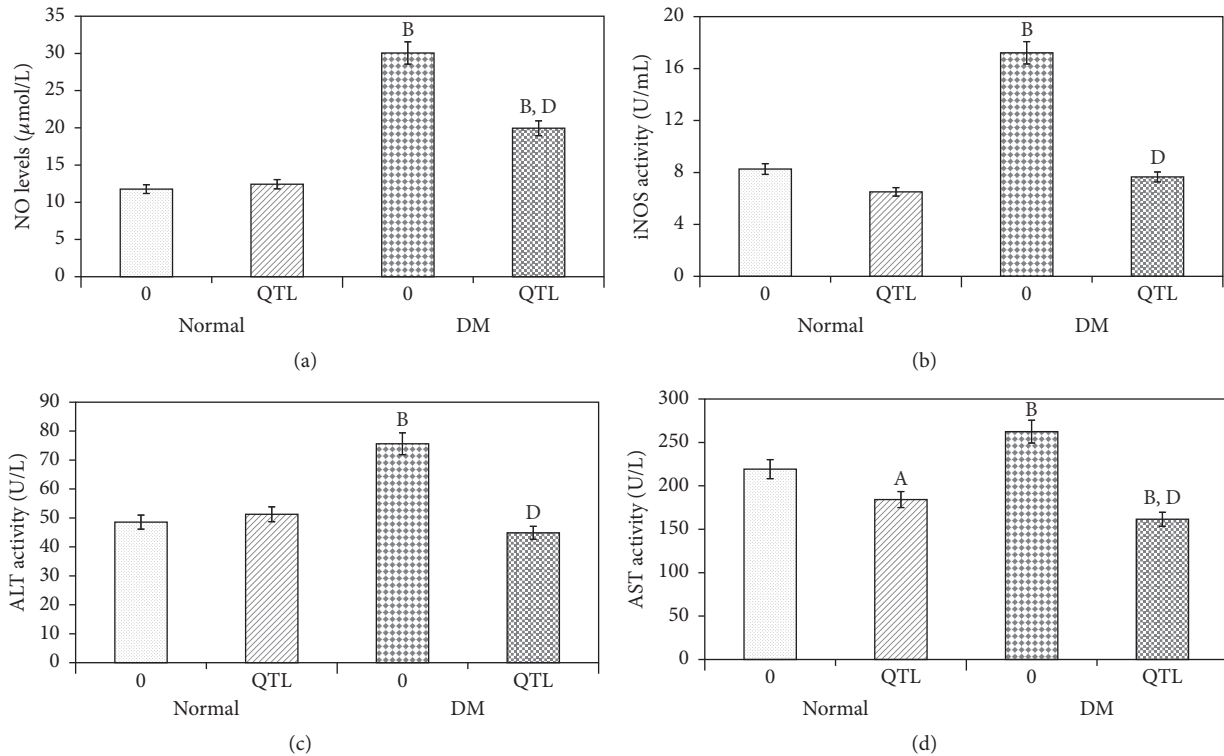 NO levels (μmol/L)
35
30
25
20
15
10
5
0
B
B, D
0
QTL
0
QTL
Normal
DM
(a)
iNOS activity (U/mL)
20
16
12
8
4
0
B
D
0
QTL
0
QTL
Normal
DM
(b)
ALT activity (U/L)
90
80
70
60
50
40
30
20
10
0
B
D
0
QTL
0
QTL
Normal
DM
(c)
AST activity (U/L)
300
250
200
150
100
50
0
A
B
B, D
0
QTL
0
QTL
Normal
DM
(d)